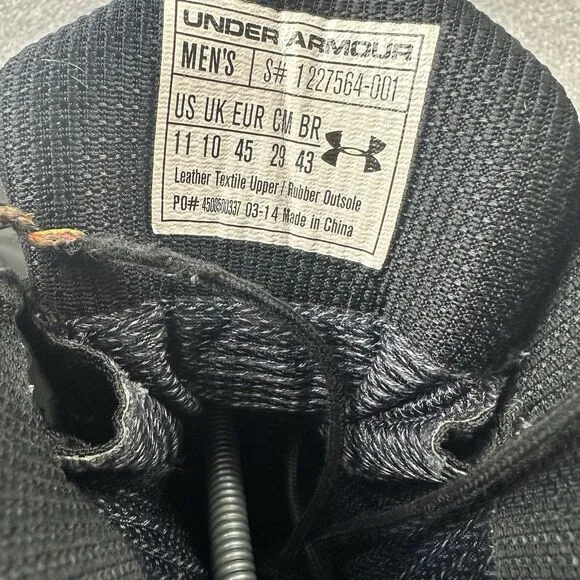 UNDER ARMOUR
MEN'S S# 1227564-001
US UK EUR CM BR
11 10 45 29 43
Leather Textile Upper / Rubber Outsole
PO# 4500500337 03-14 Made in China